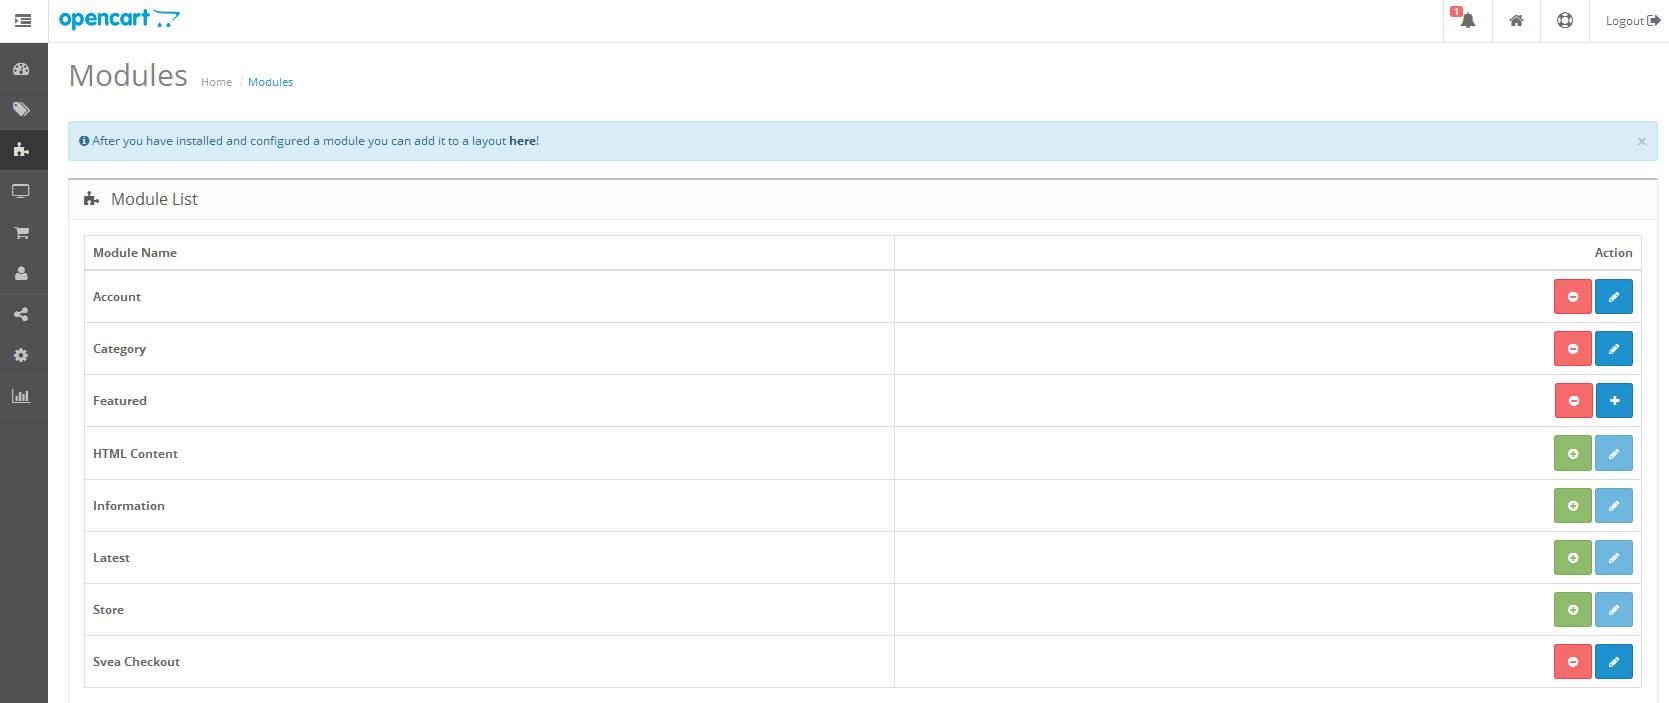 opencart
1
Logout
Modules
Home / Modules
After you have installed and configured a module you can add it to a layout here!
×
Module List
Module Name Action
Account
Category
Featured
HTML Content
Information
Latest
Store
Svea Checkout